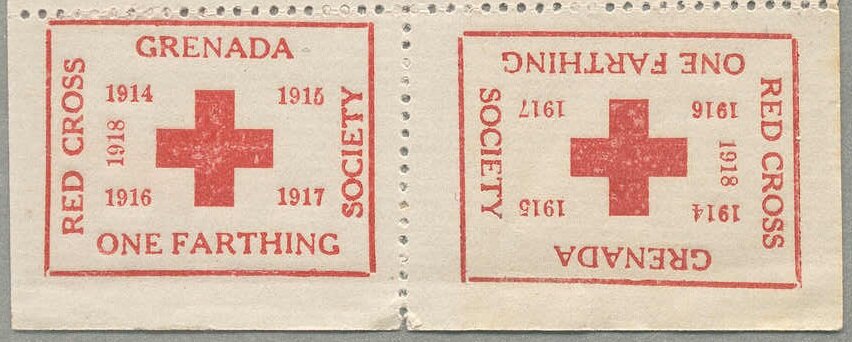 GRENADA
RED CROSS
1914 1915
1918
SOCIETY
1916 1917
ONE FARTHING
GRENADA
RED CROSS
1914 1915
1918
SOCIETY
1916 1917
ONE FARTHING